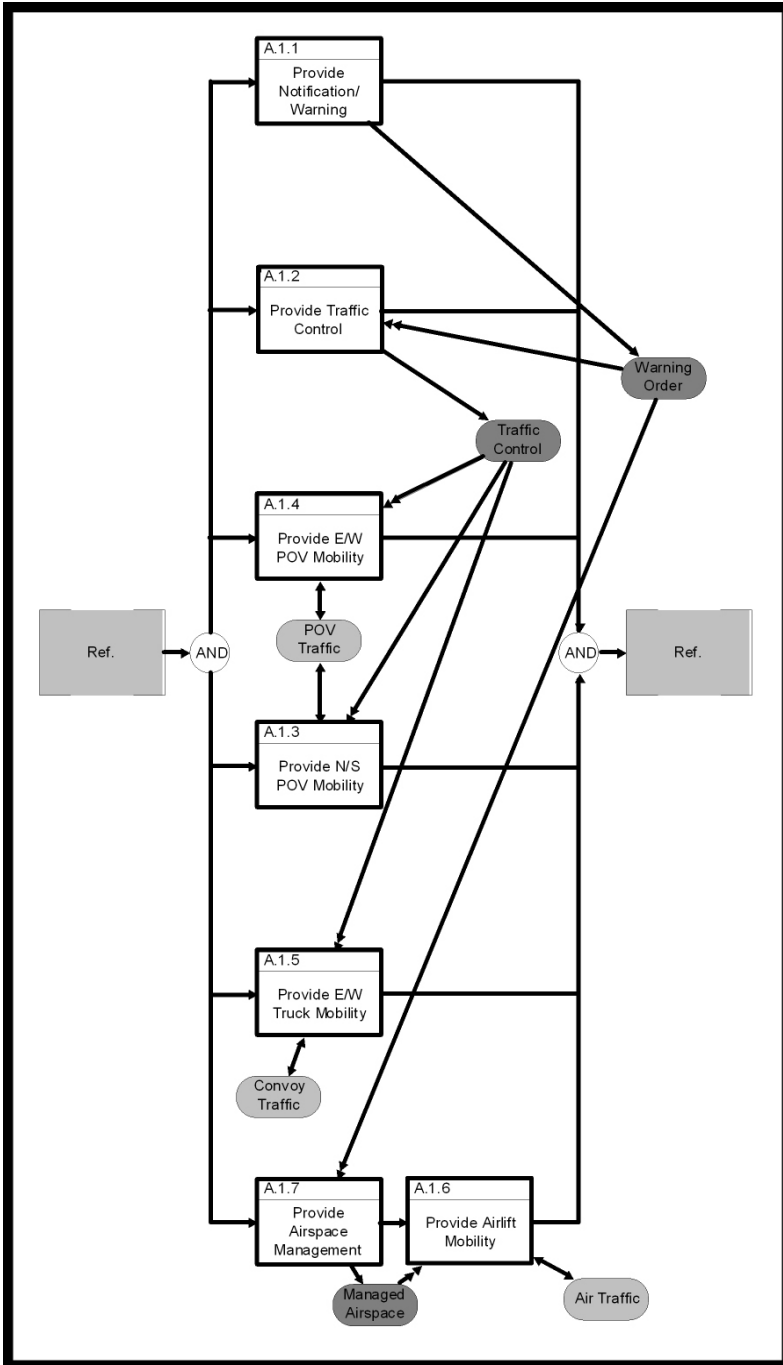 A.1.1
Provide
Notification/
Warning
A.1.2
Provide Traffic
Control
Warning
Order
Traffic
Control
A.1.4
Provide E/W
POV Mobility
POV
Traffic
Ref.
AND
AND
Ref.
A.1.3
Provide N/S
POV Mobility
A.1.5
Provide E/W
Truck Mobility
Convoy
Traffic
A.1.7
Provide
Airspace
Management
A.1.6
Provide Airlift
Mobility
Managed
Airspace
Air Traffic